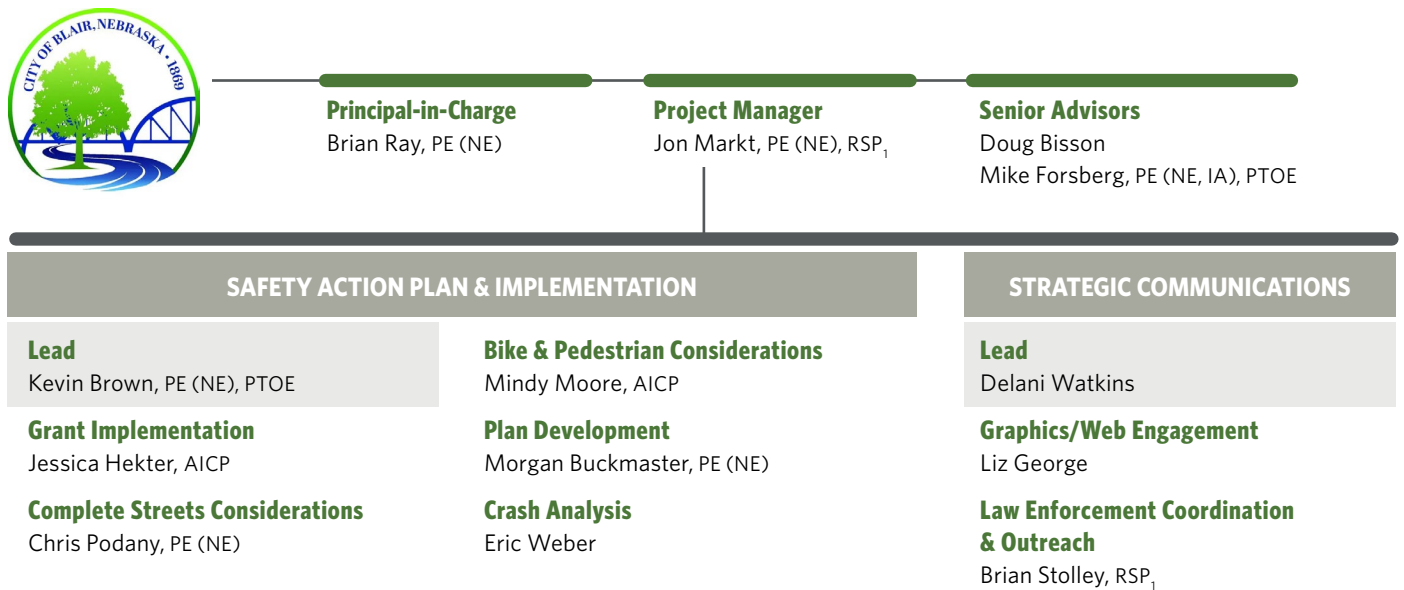 CITY OF BLAIR, NEBRASKA • 1869
Principal-in-Charge
Brian Ray, PE (NE)
Project Manager
Jon Markt, PE (NE), RSP₁
Senior Advisors
Doug Bisson
Mike Forsberg, PE (NE, IA), PTOE
SAFETY ACTION PLAN & IMPLEMENTATION
Lead
Kevin Brown, PE (NE), PTOE
Grant Implementation
Jessica Hekter, AICP
Complete Streets Considerations
Chris Podany, PE (NE)
Bike & Pedestrian Considerations
Mindy Moore, AICP
Plan Development
Morgan Buckmaster, PE (NE)
Crash Analysis
Eric Weber
STRATEGIC COMMUNICATIONS
Lead
Delani Watkins
Graphics/Web Engagement
Liz George
Law Enforcement Coordination
& Outreach
Brian Stolley, RSP₁